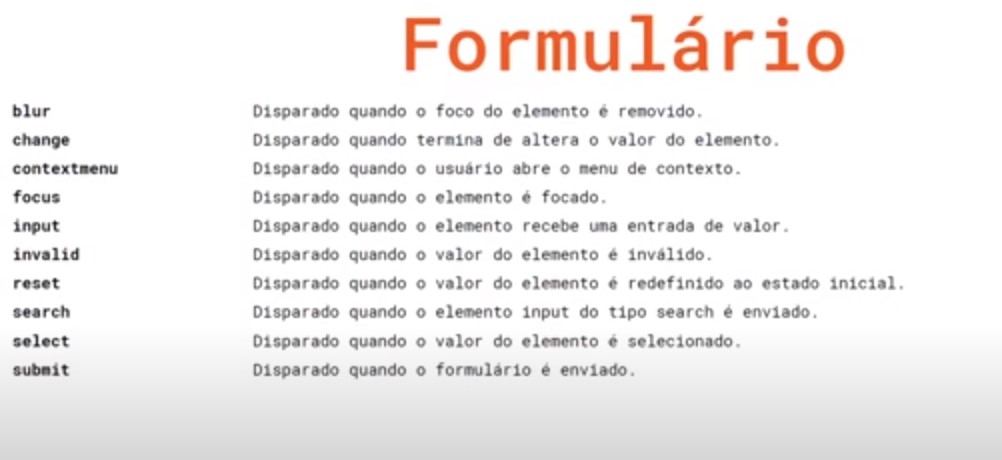 Formulário
blur Disparado quando o foco do elemento é removido.
change Disparado quando termina de altera o valor do elemento.
contextmenu Disparado quando o usuário abre o menu de contexto.
focus Disparado quando o elemento é focado.
input Disparado quando o elemento recebe uma entrada de valor.
invalid Disparado quando o valor do elemento é inválido.
reset Disparado quando o valor do elemento é redefinido ao estado inicial.
search Disparado quando o elemento input do tipo search é enviado.
select Disparado quando o valor do elemento é selecionado.
submit Disparado quando o formulário é enviado.